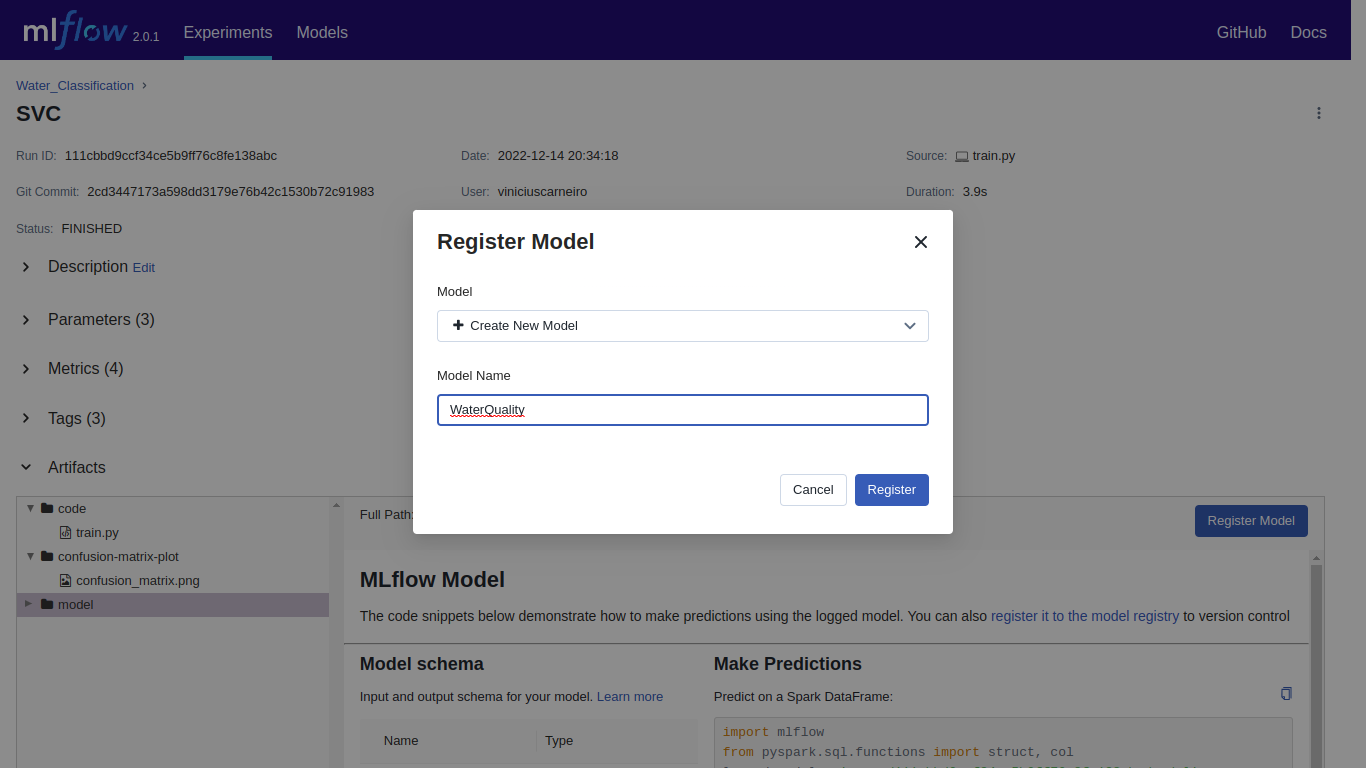 mlflow 2.0.1 Experiments Models GitHub Docs
Water_Classification ›
SVC
Run ID: 111cbbd9ccf34ce5b9ff76c8fe138abc Date: 2022-12-14 20:34:18 Source: train.py
Git Commit: 2cd3447173a598dd3179e76b42c1530b72c91983 User: viniciuscarneiro Duration: 3.9s
Status: FINISHED
Description Edit
Parameters (3)
Metrics (4)
Tags (3)
Artifacts
Register Model
Model
Create New Model
Model Name
WaterQuality
Cancel Register
code
train.py
confusion-matrix-plot
confusion_matrix.png
model
Full Path:
Register Model
MLflow Model
The code snippets below demonstrate how to make predictions using the logged model. You can also register it to the model registry to version control
Model schema
Input and output schema for your model. Learn more
Name Type
Make Predictions
Predict on a Spark DataFrame:
import mlflow
from pyspark.sql.functions import struct, col